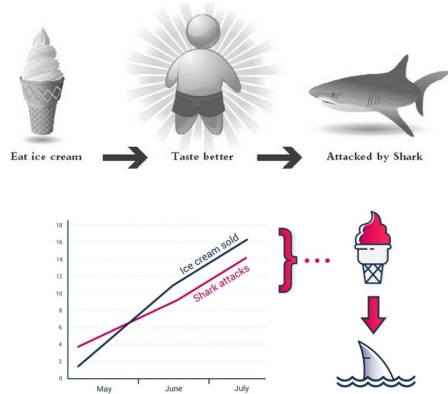 Eat ice cream
Taste better
Attacked by Shark
18
16
14
12
10
8
6
4
2
0
Ice cream sold
Shark attacks
May
June
July